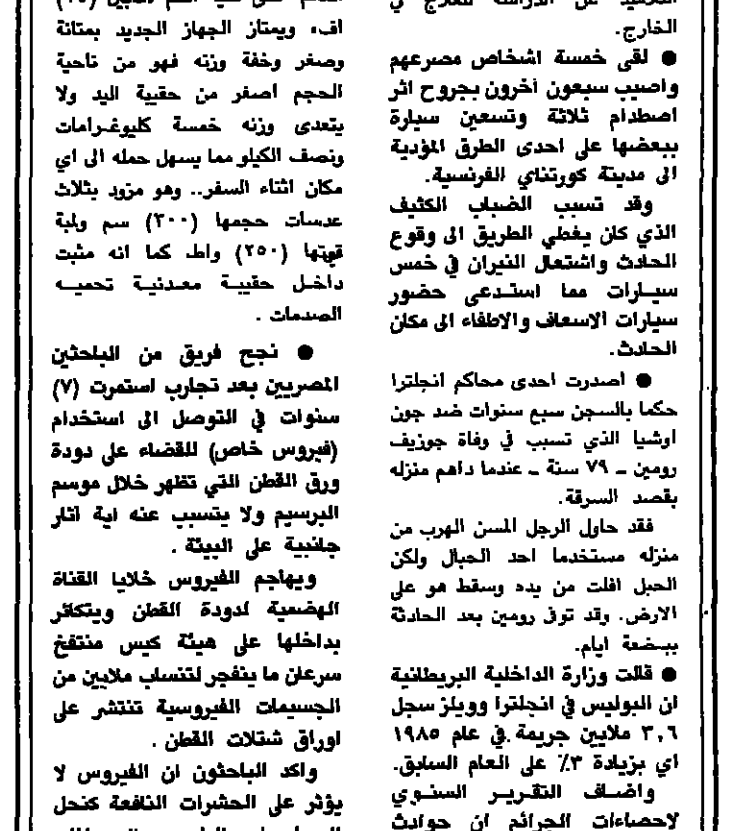 الخارج.
● لقى خمسة اشخاص مصرعهم
واصيب سبعون آخرون بجروح اثر
اصطدام ثلاثة وتسعين سيارة
ببعضها على احدى الطرق المؤدية
الى مدينة كورتناي الفرنسية.
وقد تسبب الضباب الكثيف
الذي كان يغطي الطريق الى وقوع
الحادث واشتعال النيران في خمس
سيارات مما استدعى حضور
سيارات الاسعاف والاطفاء الى مكان
الحادث.
● اصدرت احدى محاكم انجلترا
حكما بالسجن سبع سنوات ضد جون
اوشيا الذي تسبب في وفاة جوزيف
رومين ـ ٧٩ سنة ـ عندما داهم منزله
بقصد السرقة.
فقد حاول الرجل المسن الهرب من
منزله مستخدما احد الحبال ولكن
الحبل افلت من يده وسقط هو على
الارض. وقد توفى رومين بعد الحادثة
ببضعة ايام.
● قالت وزارة الداخلية البريطانية
ان البوليس في انجلترا وويلز سجل
٣,٦ ملايين جريمة في عام ١٩٨٥
اي بزيادة ٣٪ على العام السابق.
واضاف التقرير السنوي
لإحصاءات الجرائم ان حوادث
اف، ويمتاز الجهاز الجديد بمتانة
وصغر وخفة وزنه فهو من ناحية
الحجم اصغر من حقيبة اليد ولا
يتعدى وزنه خمسة كليوغرامات
ونصف الكيلو مما يسهل حمله الى اي
مكان اثناء السفر.. وهو مزود بثلاث
عدسات حجمها (٣٠٠) سم ولمبة
قوتها (٢٥٠) واط، كما انه مثبت
داخل حقيبة معدنية تحميه
الصدمات .
● نجح فريق من الباحثين
المصريين بعد تجارب استمرت (٧)
سنوات في التوصل الى استخدام
(فيروس خاص) للقضاء على دودة
ورق القطن التي تظهر خلال موسم
البرسيم ولا يتسبب عنه اية اثار
جانبية على البيئة .
ويهاجم الفيروس خلايا القناة
الهضمية لدودة القطن ويتكاثر
بداخلها على هيئة كيس منتفخ
سرعان ما ينفجر لتنساب ملايين من
الجسيمات الفيروسية تنتشر على
اوراق شتلات القطن .
واكد الباحثون ان الفيروس لا
يؤثر على الحشرات النافعة كنحل